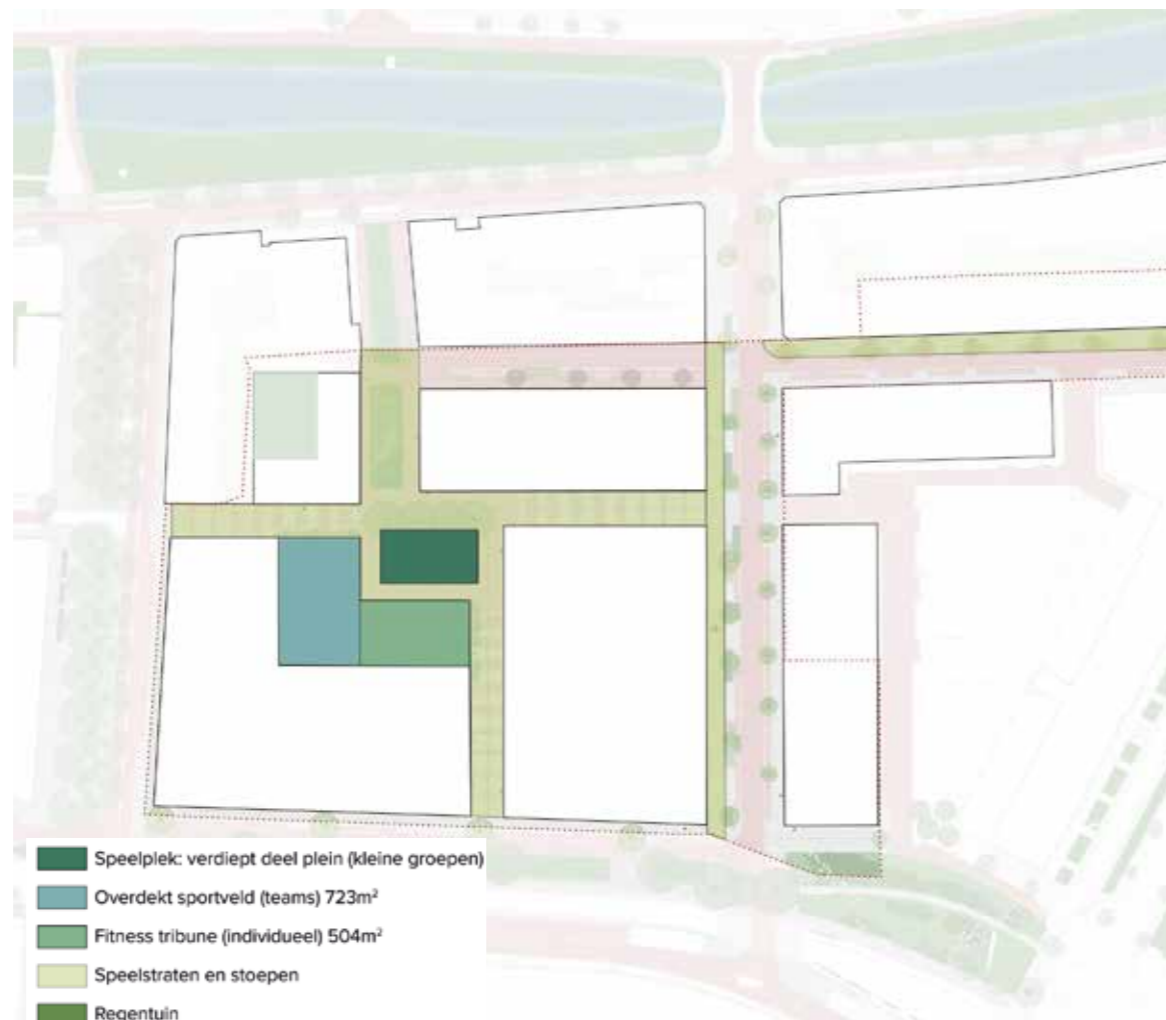 Speelplek: verdiept deel plein (kleine groepen)
Overdekt sportveld (teams) 723m²
Fitness tribune (individueel) 504m²
Speelstraten en stoepen
Regentuin